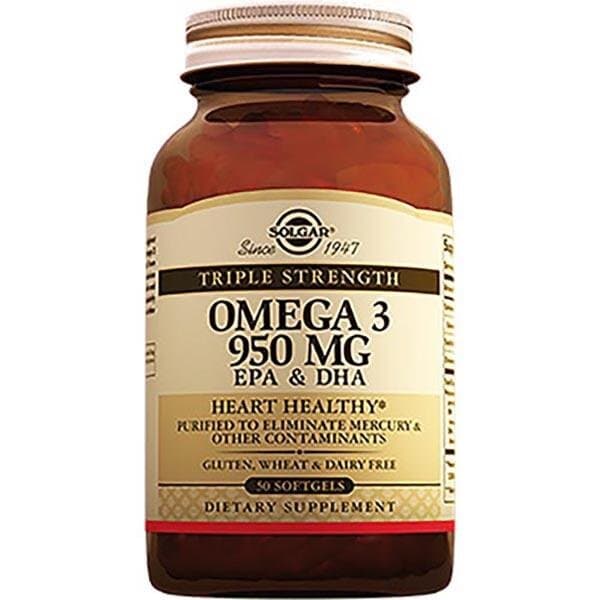 SOLGAR®
Since 1947
TRIPLE STRENGTH
OMEGA 3
950 MG
EPA & DHA
HEART HEALTHY*
PURIFIED TO ELIMINATE MERCURY &
OTHER CONTAMINANTS
GLUTEN, WHEAT & DAIRY FREE
50 SOFTGELS
DIETARY SUPPLEMENT